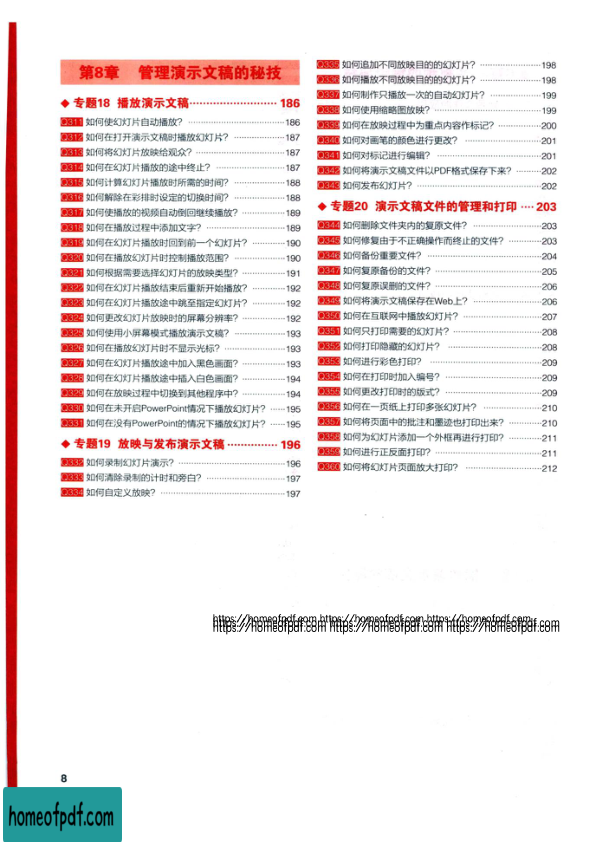 第8章 管理演示文稿的秘技
◆ 专题18 播放演示文稿 186
Q311 如何使幻灯片自动播放? 186
Q312 如何在打开演示文稿时播放幻灯片? 187
Q313 如何将幻灯片放映给观众? 187
Q314 如何在幻灯片播放的途中终止? 187
Q315 如何计算幻灯片播放时所需的时间? 188
Q316 如何解除在彩排时设定的切换时间? 188
Q317 如何使播放的视频自动倒回继续播放? 189
Q318 如何在播放过程中添加文字? 189
Q319 如何在幻灯片播放时回到前一个幻灯片? 190
Q320 如何在播放幻灯片时控制播放范围? 190
Q321 如何根据需要选择幻灯片的放映类型? 191
Q322 如何在幻灯片播放结束后重新开始播放? 192
Q323 如何在幻灯片播放途中跳至指定幻灯片? 192
Q324 如何更改幻灯片放映时的屏幕分辨率? 192
Q325 如何使用小屏幕模式播放演示文稿? 193
Q326 如何在播放幻灯片时不显示光标? 193
Q327 如何在幻灯片播放途中加入黑色画面? 193
Q328 如何在幻灯片播放途中插入白色画面? 194
Q329 如何在放映过程中切换到其他程序中? 194
Q330 如何在未开启PowerPoint情况下播放幻灯片? 195
Q331 如何在没有PowerPoint的情况下播放幻灯片? 195
◆ 专题19 放映与发布演示文稿 196
Q332 如何录制幻灯片演示? 196
Q333 如何清除录制的计时和旁白? 197
Q334 如何自定义放映? 197
Q335 如何追加不同放映目的的幻灯片? 198
Q336 如何播放不同放映目的的幻灯片? 198
Q337 如何制作只播放一次的自动幻灯片? 199
Q338 如何使用缩略图放映? 199
Q339 如何在放映过程中为重点内容作标记? 200
Q340 如何对画笔的颜色进行更改? 201
Q341 如何对标记进行编辑? 201
Q342 如何将演示文稿文件以PDF格式保存下来? 202
Q343 如何发布幻灯片? 202
◆ 专题20 演示文稿文件的管理和打印 203
Q344 如何删除文件夹内的复原文件? 203
Q345 如何修复由于不正确操作而终止的文件? 203
Q346 如何备份重要文件? 204
Q347 如何复原备份的文件? 205
Q348 如何复原误删的文件? 206
Q349 如何将演示文稿保存在Web上? 206
Q350 如何在互联网中播放幻灯片? 207
Q351 如何只打印需要的幻灯片? 208
Q352 如何打印隐藏的幻灯片? 208
Q353 如何进行彩色打印? 209
Q354 如何在打印时加入编号? 209
Q355 如何更改打印时的版式? 209
Q356 如何在一页纸上打印多张幻灯片? 210
Q357 如何将页面中的批注和墨迹也打印出来? 210
Q358 如何为幻灯片添加一个外框再进行打印? 211
Q359 如何进行正反面打印? 211
Q360 如何将幻灯片页面放大打印? 212
https://homeofpdf.com https://homeofpdf.com https://homeofpdf.com
https://homeofpdf.com https://homeofpdf.com https://homeofpdf.com
8
homeofpdf.com